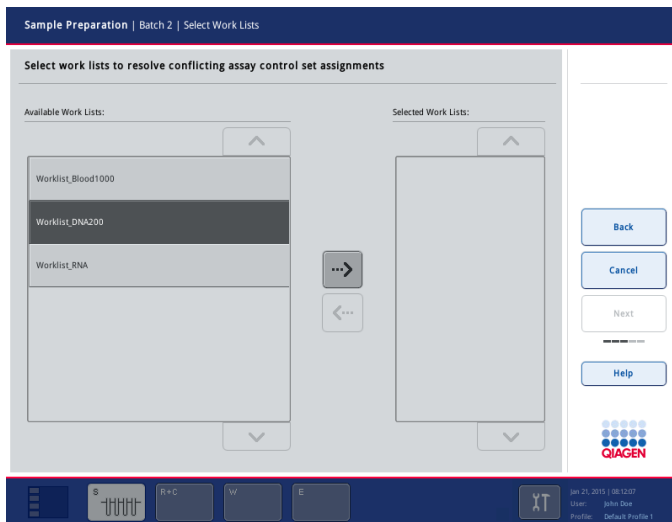 Sample Preparation | Batch 2 | Select Work Lists
Select work lists to resolve conflicting assay control set assignments
Available Work Lists:
Selected Work Lists:
Worklist_Blood1000
Worklist_DNA200
Worklist_RNA
Back
Cancel
Next
Help
QIAGEN
S
R+C
W
E
Jan 21, 2015 | 08:12:07
User: John Doe
Profile: Default Profile 1